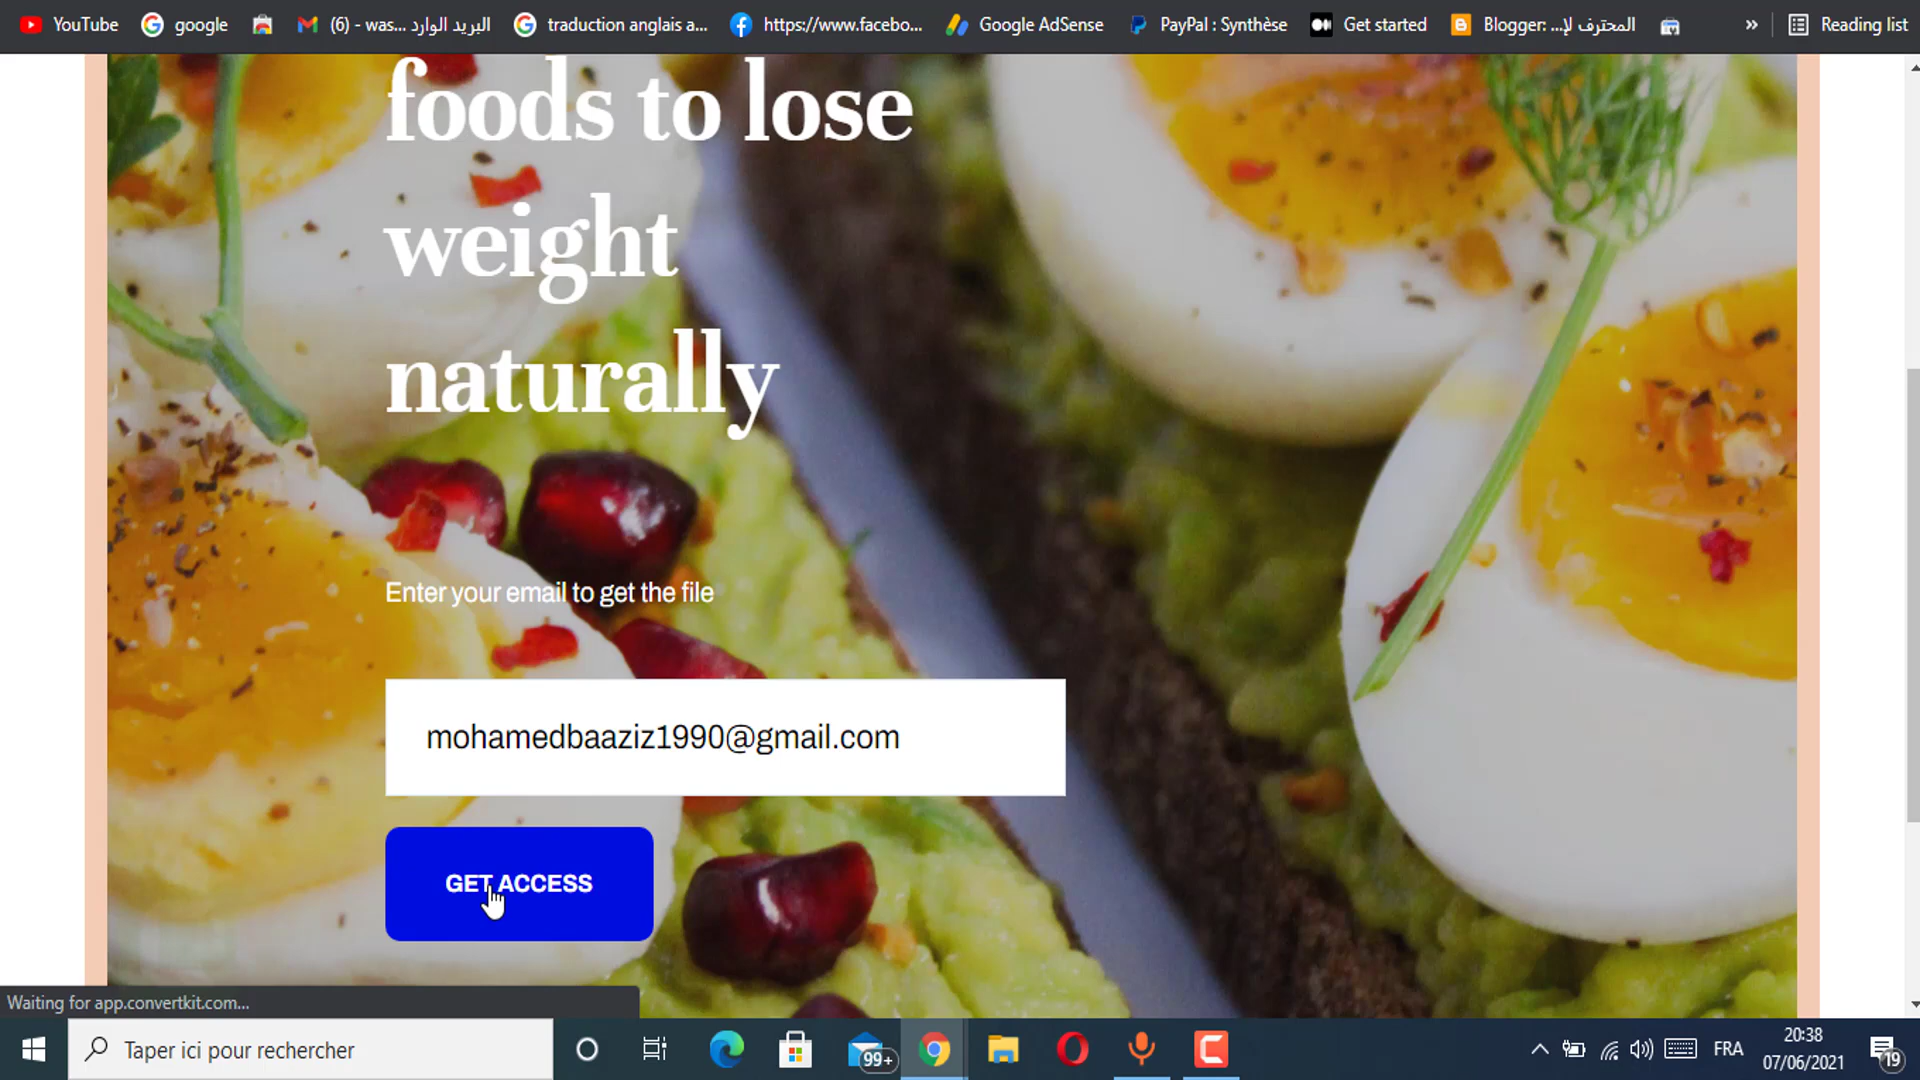 YouTube google (6) - was... البريد الوارد traduction anglais a... https://www.facebo... Google AdSense PayPal : Synthèse Get started Blogger: ...المحترف لإ » Reading list
foods to lose
weight
naturally
Enter your email to get the file
mohamedbaaziz1990@gmail.com
GET ACCESS
Waiting for app.convertkit.com...
Taper ici pour rechercher 99+ FRA 20:38
07/06/2021 19